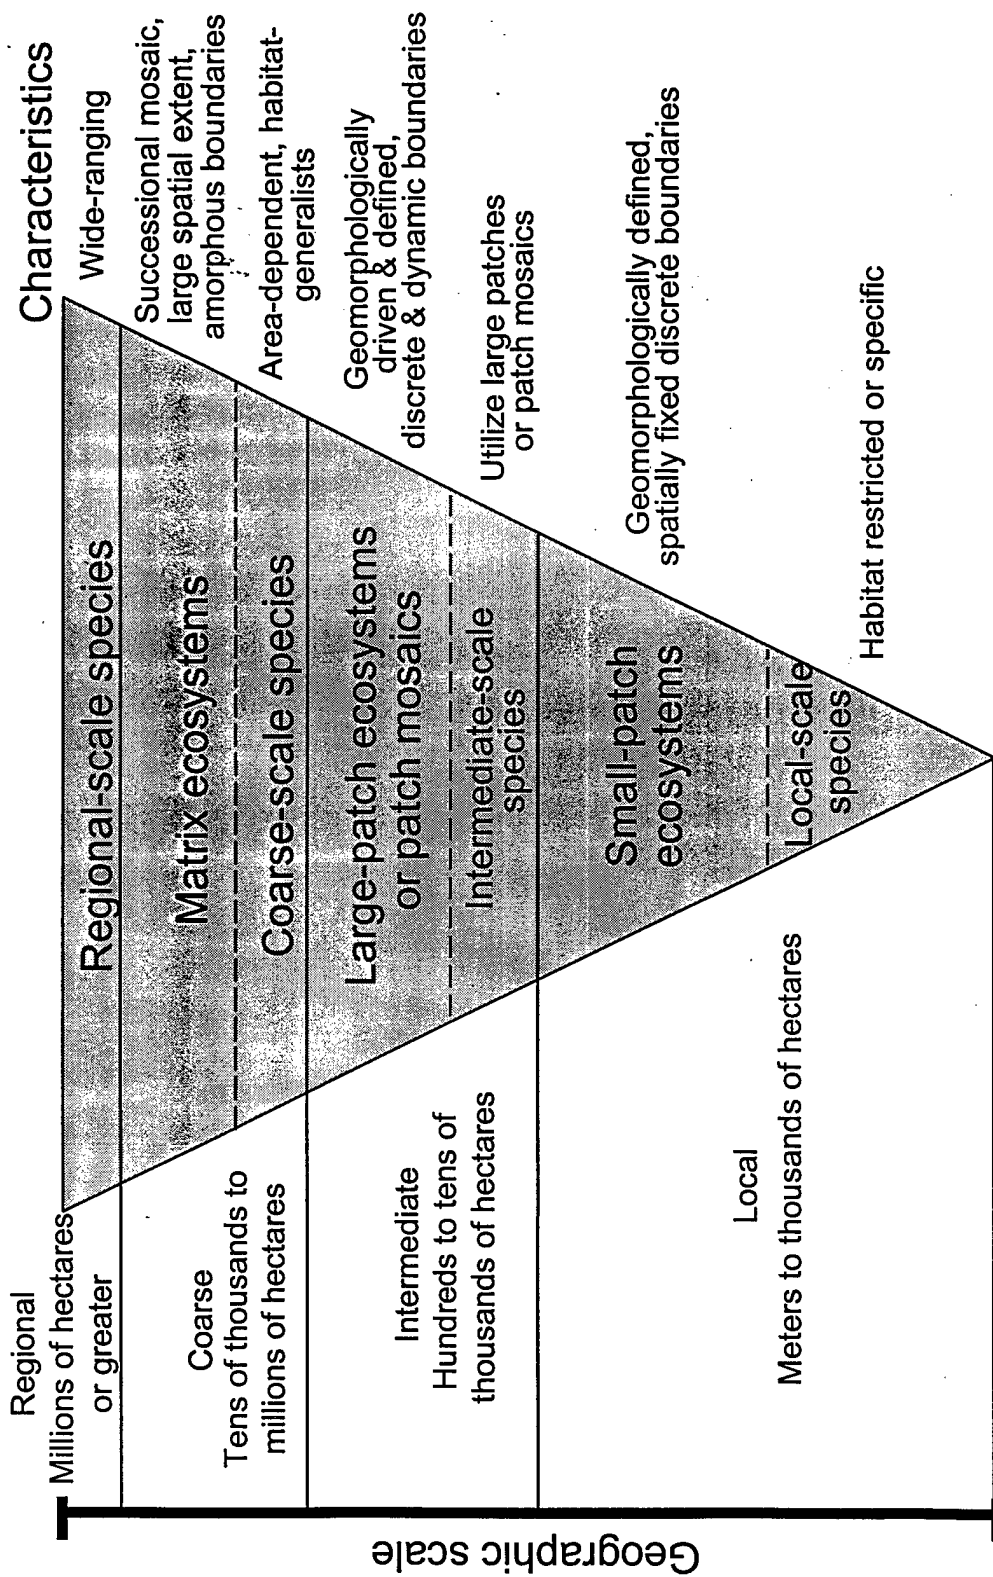 Characteristics
Regional
Millions of hectares
or greater
Regional-scale species
Wide-ranging
Coarse
Tens of thousands to
millions of hectares
Matrix ecosystems
Successional mosaic,
large spatial extent,
amorphous boundaries
Coarse-scale species
Area-dependent, habitat-
generalists
Intermediate
Hundreds to tens of
thousands of hectares
Large-patch ecosystems
or patch mosaics
Geomorphologically
driven & defined,
discrete & dynamic boundaries
Intermediate-scale
species
Utilize large patches
or patch mosaics
Local
Meters to thousands of hectares
Small-patch
ecosystems
Geomorphologically defined,
spatially fixed discrete boundaries
Local-scale
species
Habitat restricted or specific
Geographic scale